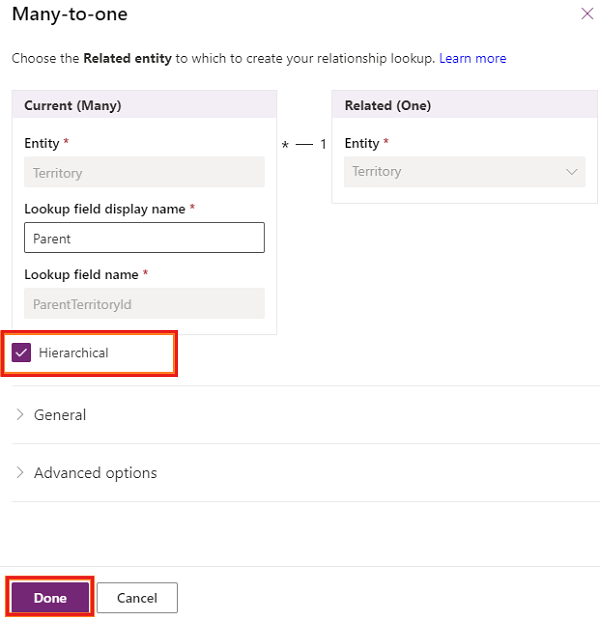 Many-to-one
Choose the Related entity to which to create your relationship lookup. Learn more
Current (Many)
Entity *
Territory
Lookup field display name *
Parent
Lookup field name *
ParentTerritoryId
* — 1
Related (One)
Entity *
Territory
Hierarchical
General
Advanced options
Done
Cancel